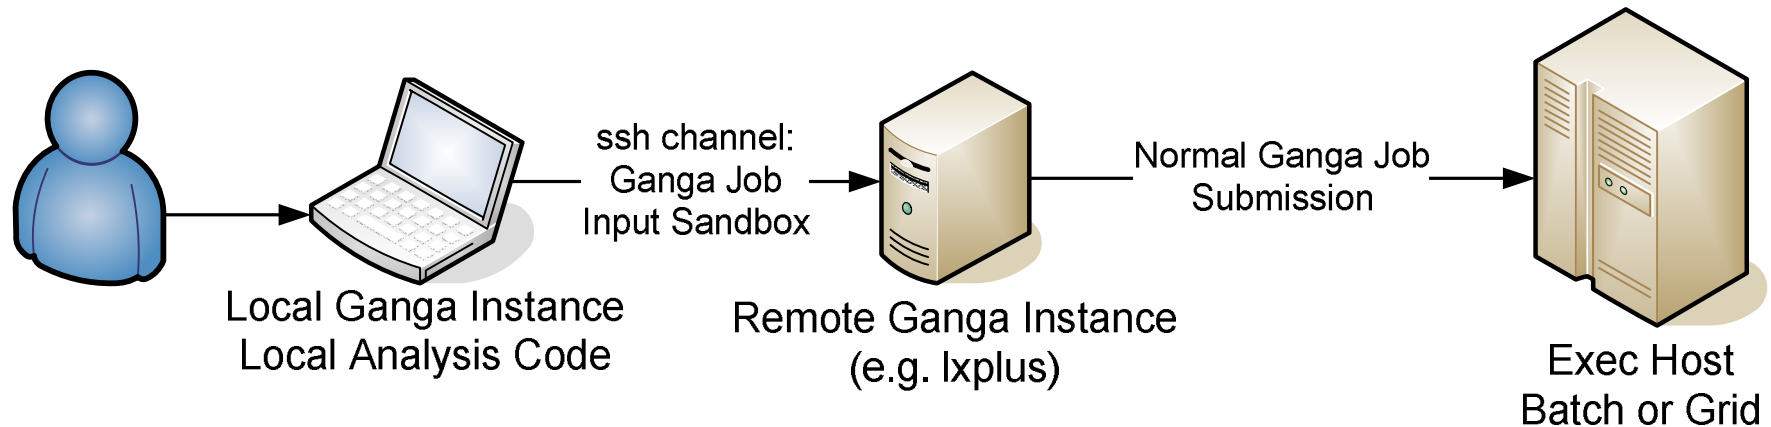 ssh channel:
Ganga Job
Input Sandbox
Normal Ganga Job
Submission
Local Ganga Instance
Local Analysis Code
Remote Ganga Instance
(e.g. lxplus)
Exec Host
Batch or Grid